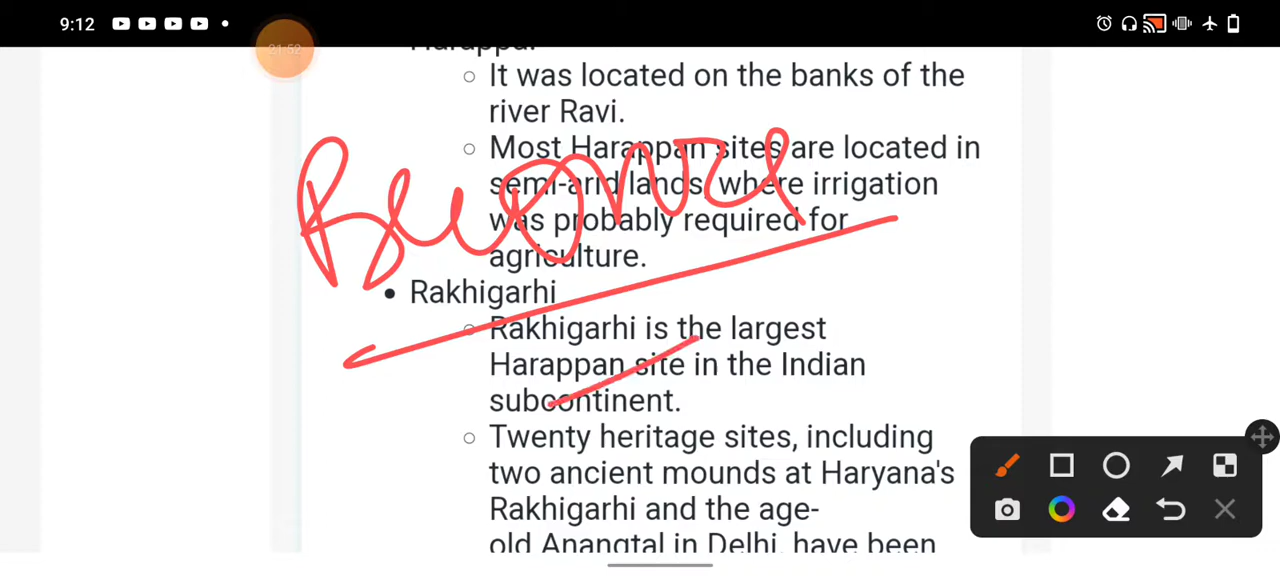 9:12
21:52
Harappa:
It was located on the banks of the
river Ravi.
Most Harappan sites are located in
semi-arid lands, where irrigation
was probably required for
agriculture.
Rakhigarhi
Rakhigarhi is the largest
Harappan site in the Indian
subcontinent.
Twenty heritage sites, including
two ancient mounds at Haryana's
Rakhigarhi and the age-
old Anangtal in Delhi, have been